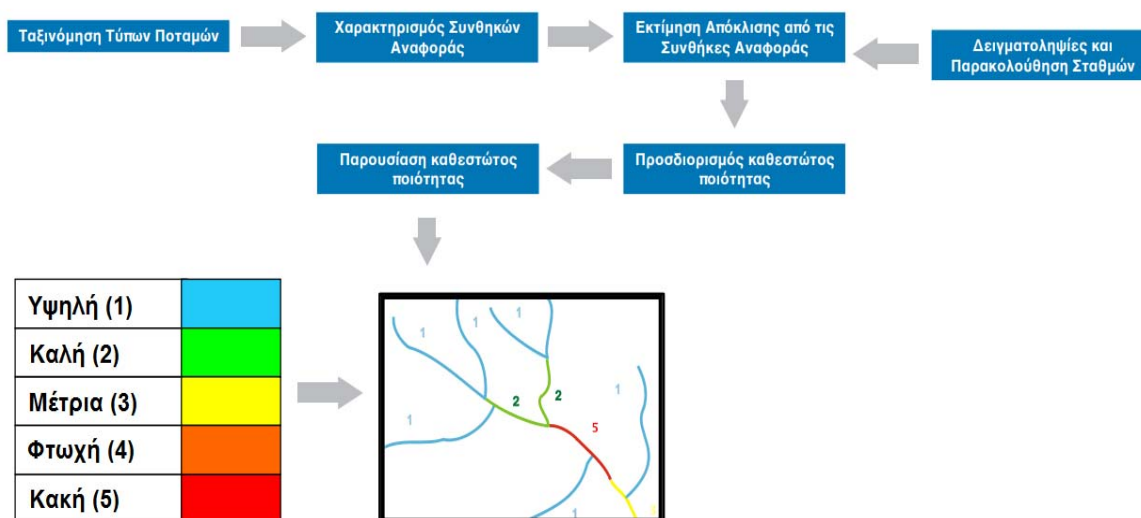 Ταξινόμηση Τύπων Ποταμών
Χαρακτηρισμός Συνθηκών
Αναφοράς
Εκτίμηση Απόκλισης από τις
Συνθήκες Αναφοράς
Δειγματοληψίες και
Παρακολούθηση Σταθμών
Παρουσίαση καθεστώτος
ποιότητας
Προσδιορισμός καθεστώτος
ποιότητας
Υψηλή (1)
Καλή (2)
Μέτρια (3)
Φτωχή (4)
Κακή (5)
1
1
1
1
1
2
2
5
1